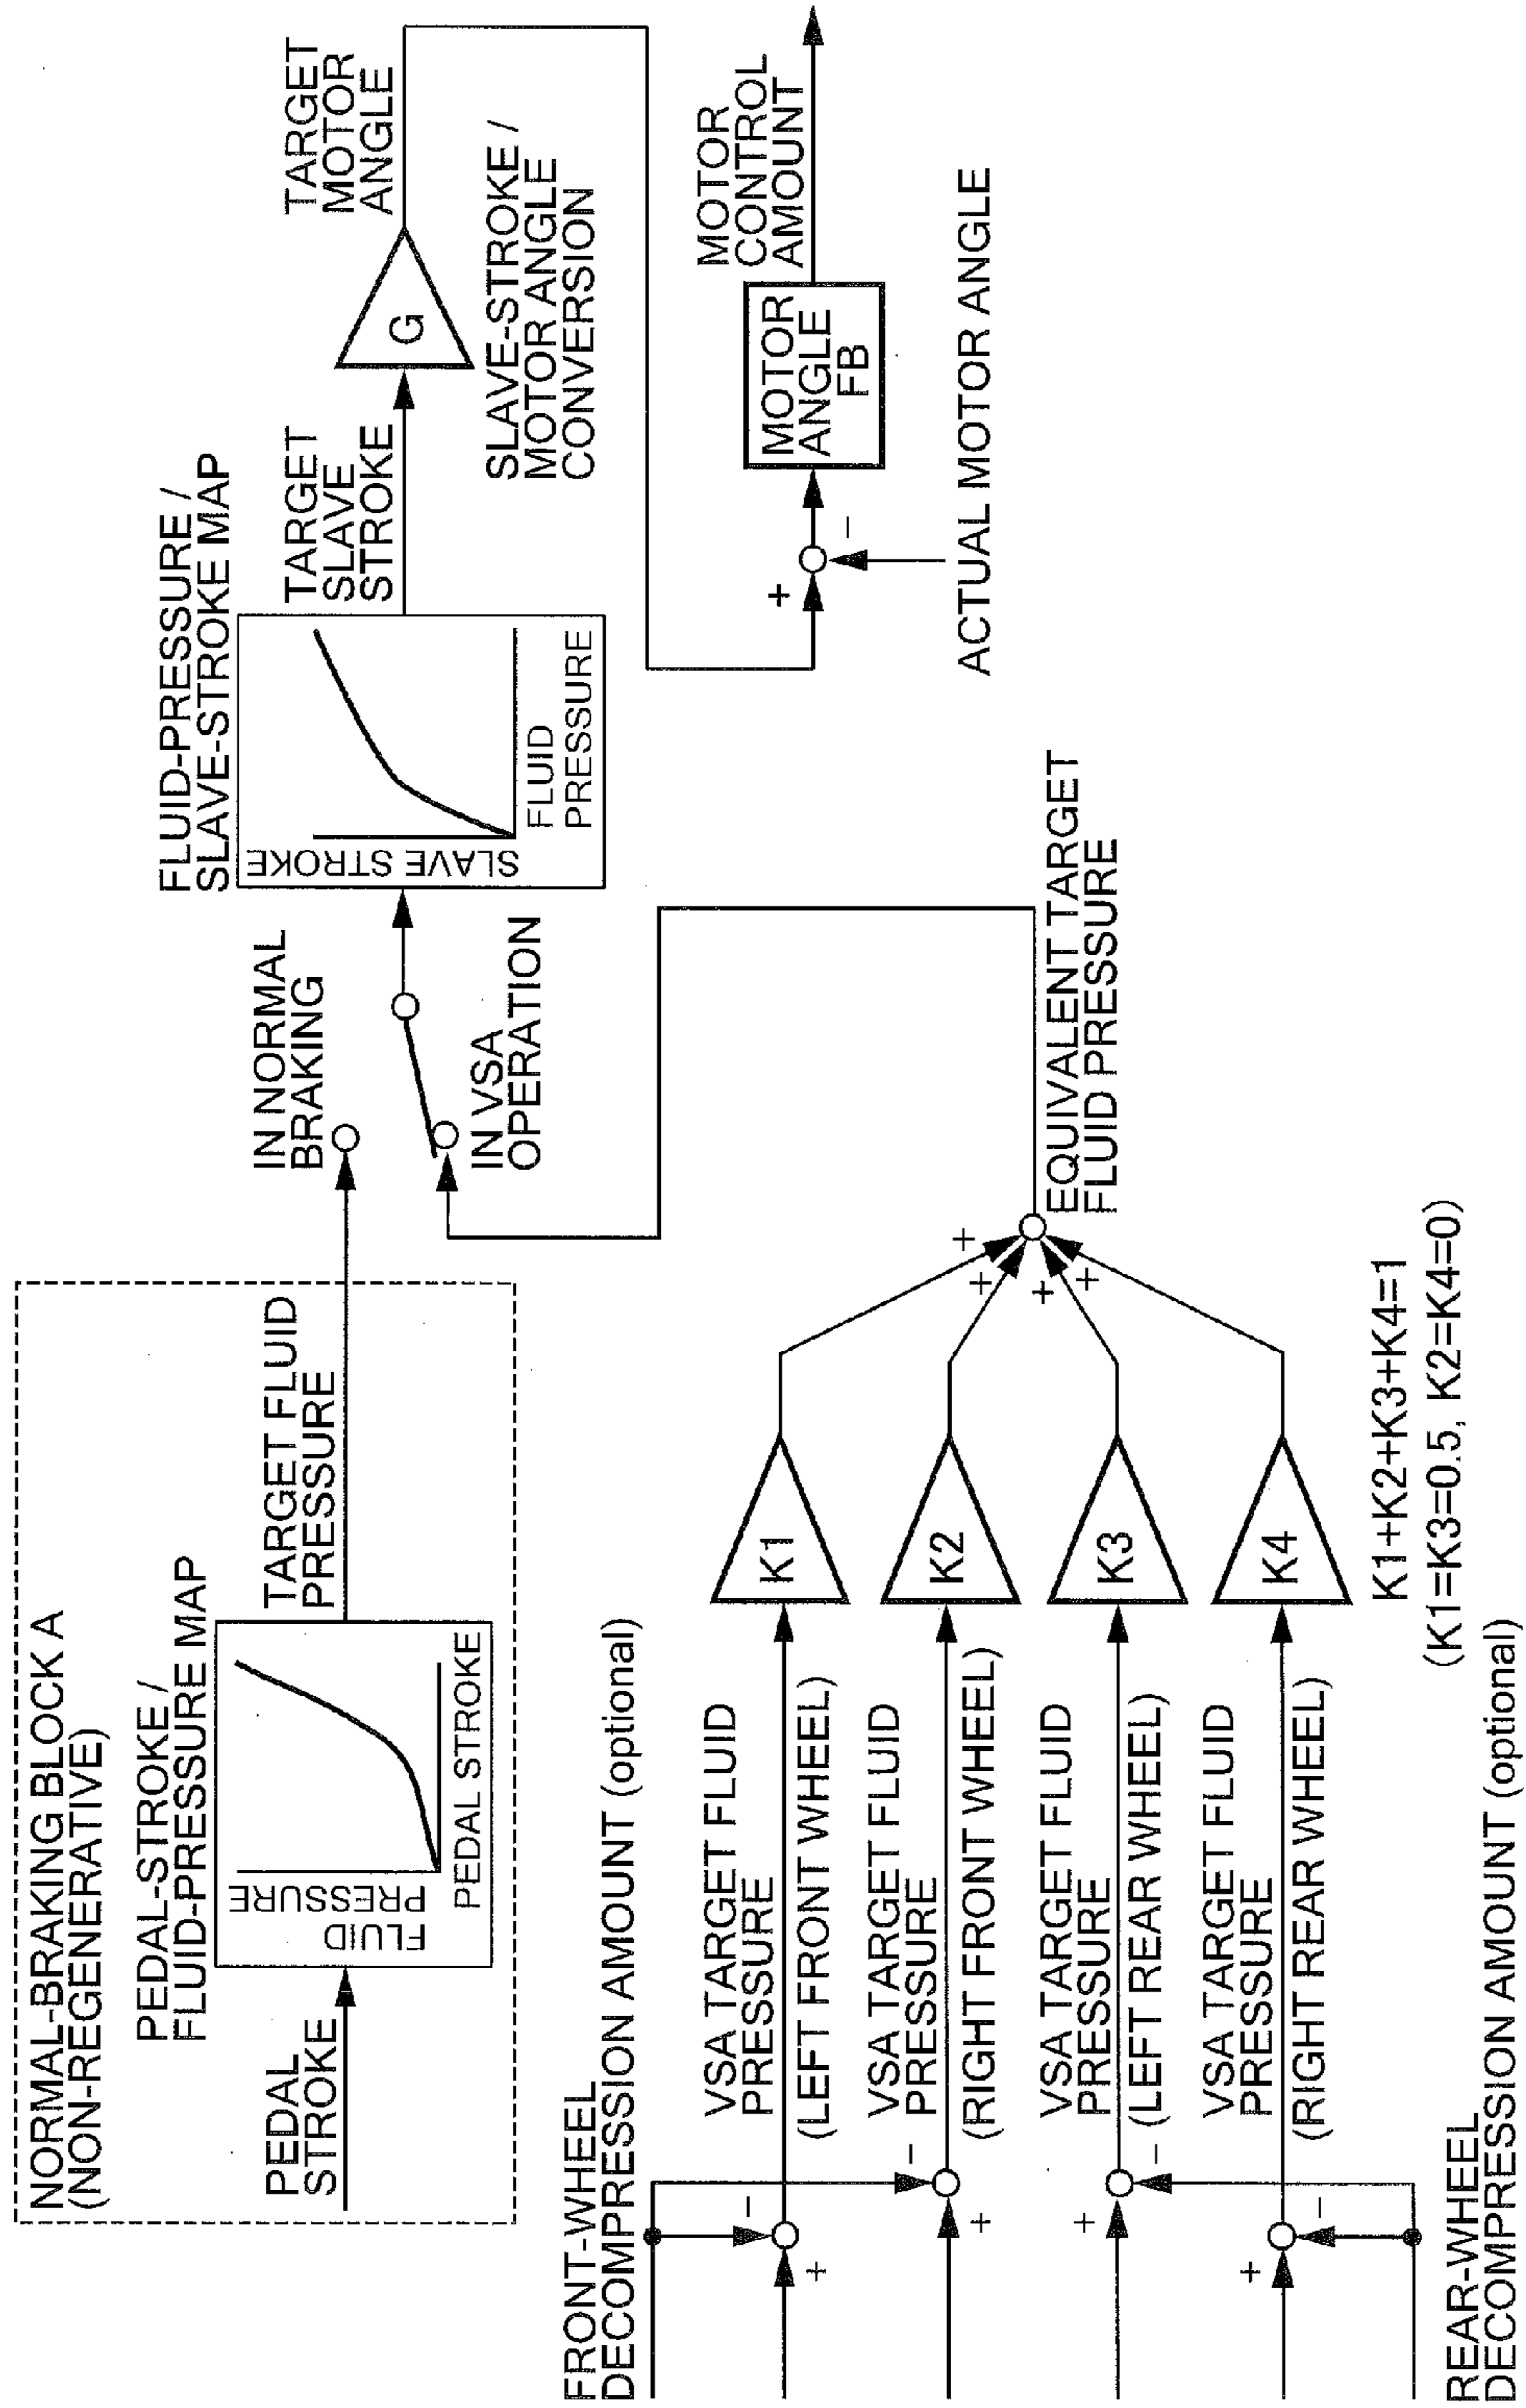 NORMAL-BRAKING BLOCK A
(NON-REGENERATIVE)
PEDAL-STROKE /
FLUID-PRESSURE MAP
PEDAL
STROKE
FLUID
PRESSURE
PEDAL STROKE
TARGET FLUID
PRESSURE
IN NORMAL
BRAKING
IN VSA
OPERATION
FLUID-PRESSURE /
SLAVE-STROKE MAP
SLAVE STROKE
FLUID
PRESSURE
TARGET
SLAVE
STROKE
G
SLAVE-STROKE /
MOTOR ANGLE
CONVERSION
TARGET
MOTOR
ANGLE
+
−
MOTOR
ANGLE
FB
MOTOR
CONTROL
AMOUNT
ACTUAL MOTOR ANGLE
FRONT-WHEEL
DECOMPRESSION AMOUNT (optional)
−
+
VSA TARGET FLUID
PRESSURE
(LEFT FRONT WHEEL)
K1
+
−
+
VSA TARGET FLUID
PRESSURE
(RIGHT FRONT WHEEL)
K2
+
+
−
VSA TARGET FLUID
PRESSURE
(LEFT REAR WHEEL)
K3
+
+
−
VSA TARGET FLUID
PRESSURE
(RIGHT REAR WHEEL)
K4
+
EQUIVALENT TARGET
FLUID PRESSURE
K1+K2+K3+K4=1
(K1=K3=0.5, K2=K4=0)
REAR-WHEEL
DECOMPRESSION AMOUNT (optional)